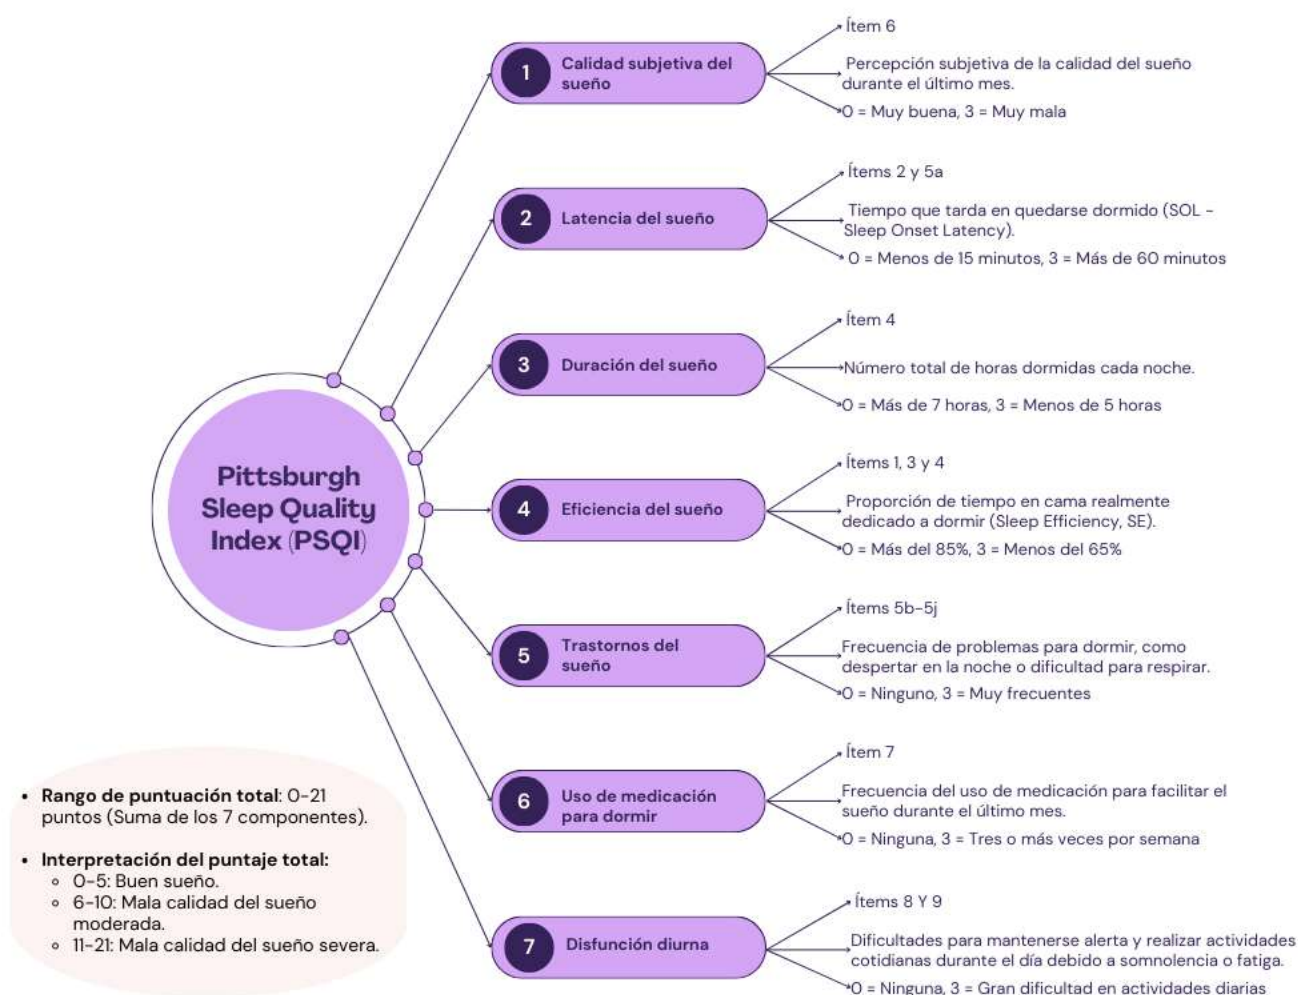 Pittsburgh
Sleep Quality
Index (PSQI)
1
Calidad subjetiva del
sueño
Ítem 6
Percepción subjetiva de la calidad del sueño
durante el último mes.
0 = Muy buena, 3 = Muy mala
2
Latencia del sueño
Ítems 2 y 5a
Tiempo que tarda en quedarse dormido (SOL -
Sleep Onset Latency).
0 = Menos de 15 minutos, 3 = Más de 60 minutos
3
Duración del sueño
Ítem 4
Número total de horas dormidas cada noche.
0 = Más de 7 horas, 3 = Menos de 5 horas
4
Eficiencia del sueño
Ítems 1, 3 y 4
Proporción de tiempo en cama realmente
dedicado a dormir (Sleep Efficiency, SE).
0 = Más del 85%, 3 = Menos del 65%
5
Trastornos del
sueño
Ítems 5b-5j
Frecuencia de problemas para dormir, como
despertar en la noche o dificultad para respirar.
0 = Ninguno, 3 = Muy frecuentes
6
Uso de medicación
para dormir
Ítem 7
Frecuencia del uso de medicación para facilitar el
sueño durante el último mes.
0 = Ninguna, 3 = Tres o más veces por semana
7
Disfunción diurna
Ítems 8 Y 9
Dificultades para mantenerse alerta y realizar actividades
cotidianas durante el día debido a somnolencia o fatiga.
0 = Ninguna, 3 = Gran dificultad en actividades diarias
• Rango de puntuación total: 0-21
puntos (Suma de los 7 componentes).
• Interpretación del puntaje total:
◦ 0-5: Buen sueño.
◦ 6-10: Mala calidad del sueño
moderada.
◦ 11-21: Mala calidad del sueño severa.